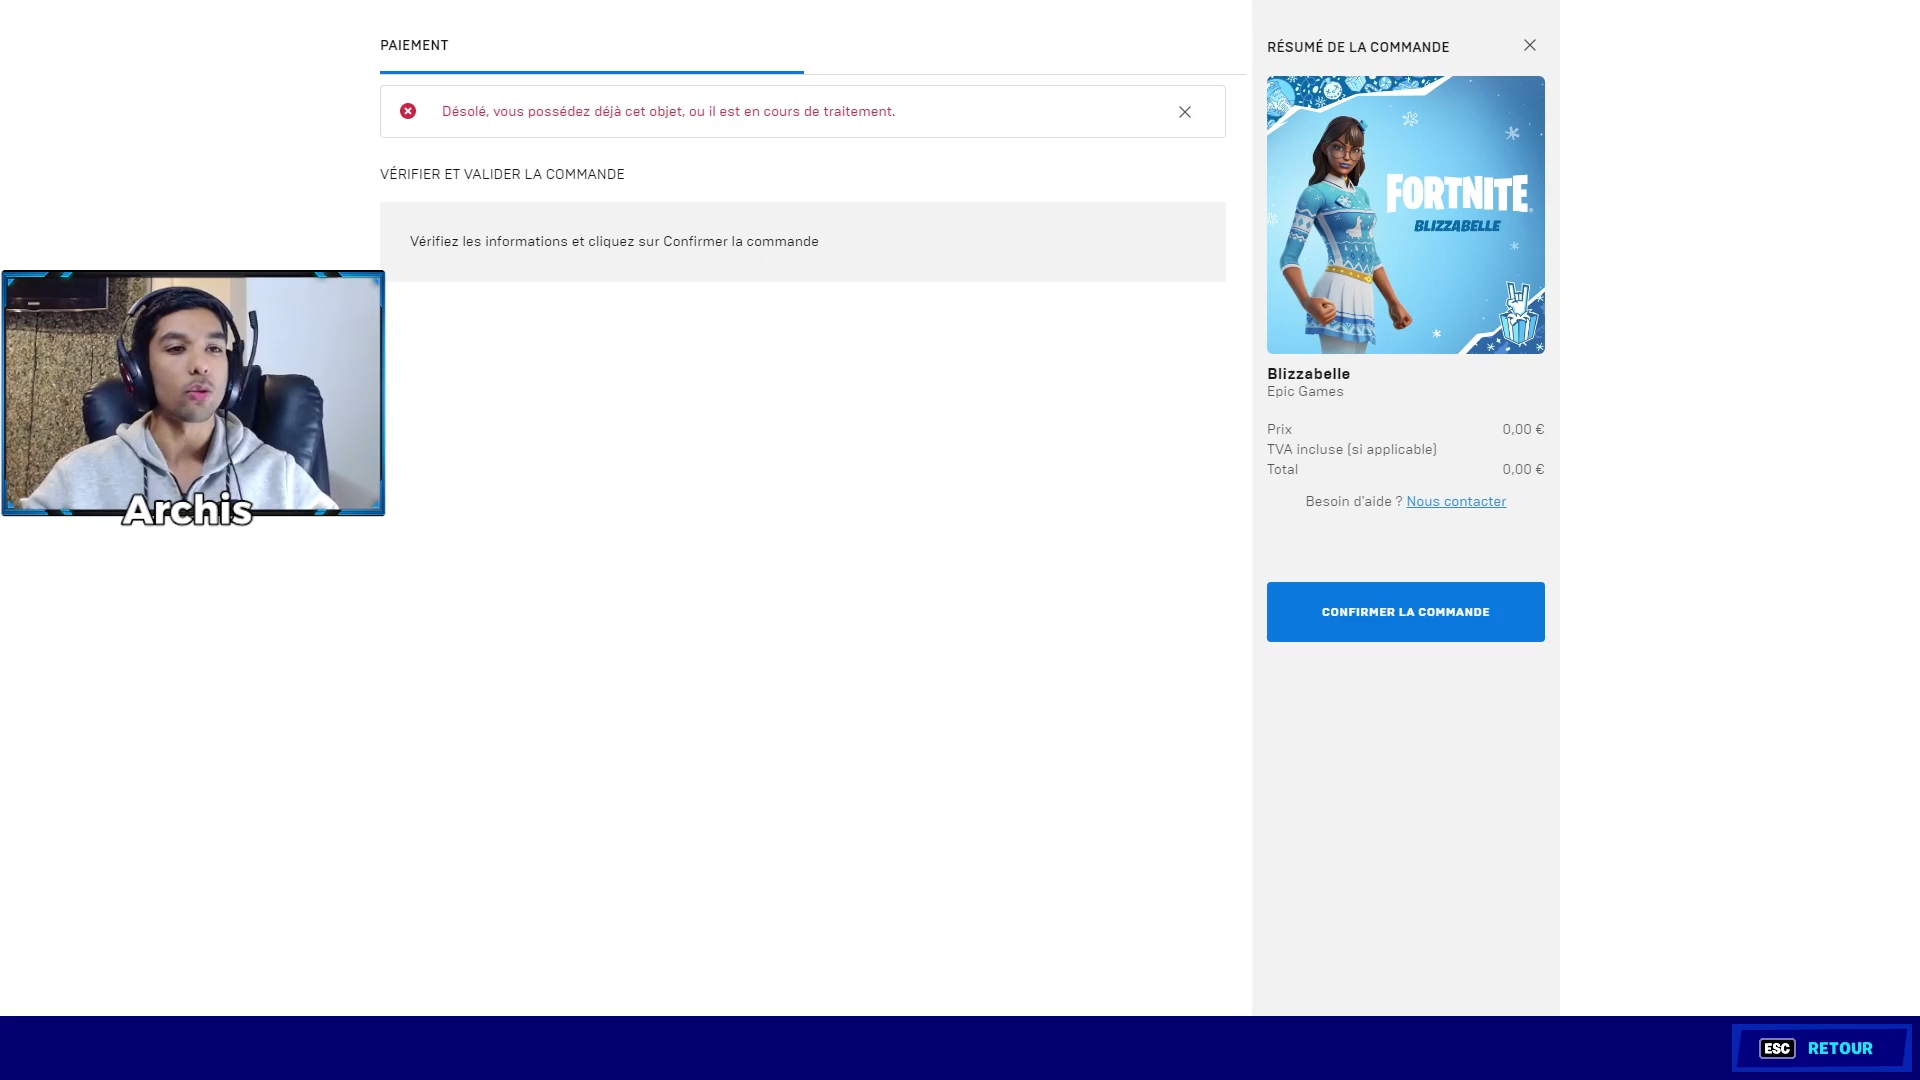 PAIEMENT
Désolé, vous possédez déjà cet objet, ou il est en cours de traitement.
VÉRIFIER ET VALIDER LA COMMANDE
Vérifiez les informations et cliquez sur Confirmer la commande
Archis
RÉSUMÉ DE LA COMMANDE
FORTNITE
BLIZZABELLE
Blizzabelle
Epic Games
Prix 0,00 €
TVA incluse (si applicable)
Total 0,00 €
Besoin d'aide ? Nous contacter
CONFIRMER LA COMMANDE
ESC RETOUR